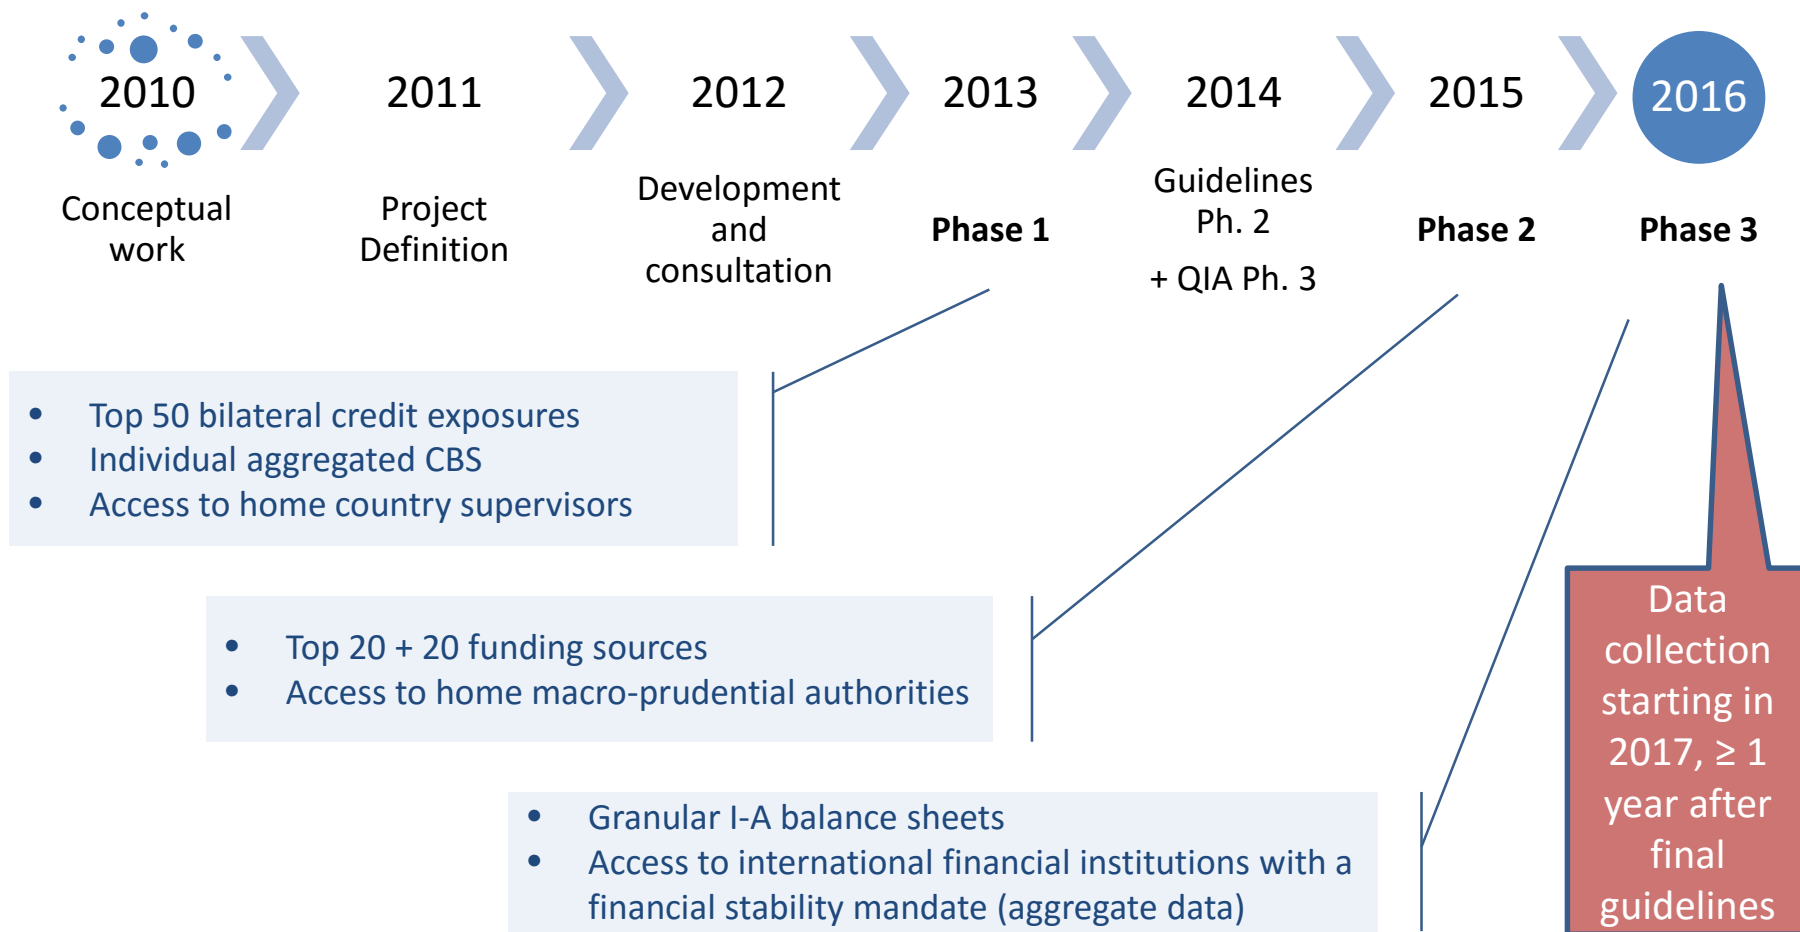 2010
2011
2012
2013
2014
2015
2016
Conceptual
work
Project
Definition
Development
and
consultation
Phase 1
Guidelines
Ph. 2
+ QIA Ph. 3
Phase 2
Phase 3
• Top 50 bilateral credit exposures
• Individual aggregated CBS
• Access to home country supervisors
• Top 20 + 20 funding sources
• Access to home macro-prudential authorities
• Granular I-A balance sheets
• Access to international financial institutions with a
financial stability mandate (aggregate data)
Data
collection
starting in
2017, ≥ 1
year after
final
guidelines